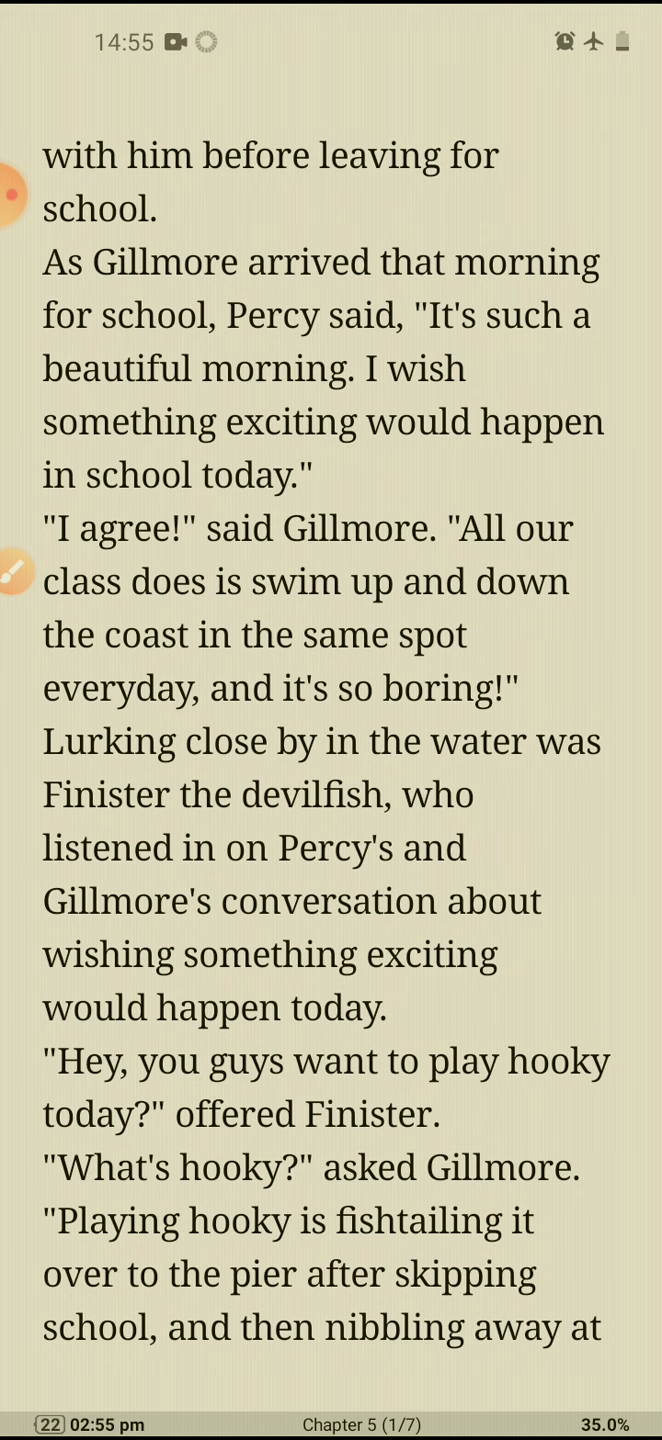 14:55
with him before leaving for
school.
As Gillmore arrived that morning
for school, Percy said, "It's such a
beautiful morning. I wish
something exciting would happen
in school today."
"I agree!" said Gillmore. "All our
class does is swim up and down
the coast in the same spot
everyday, and it's so boring!"
Lurking close by in the water was
Finister the devilfish, who
listened in on Percy's and
Gillmore's conversation about
wishing something exciting
would happen today.
"Hey, you guys want to play hooky
today?" offered Finister.
"What's hooky?" asked Gillmore.
"Playing hooky is fishtailing it
over to the pier after skipping
school, and then nibbling away at
22 02:55 pm Chapter 5 (1/7) 35.0%